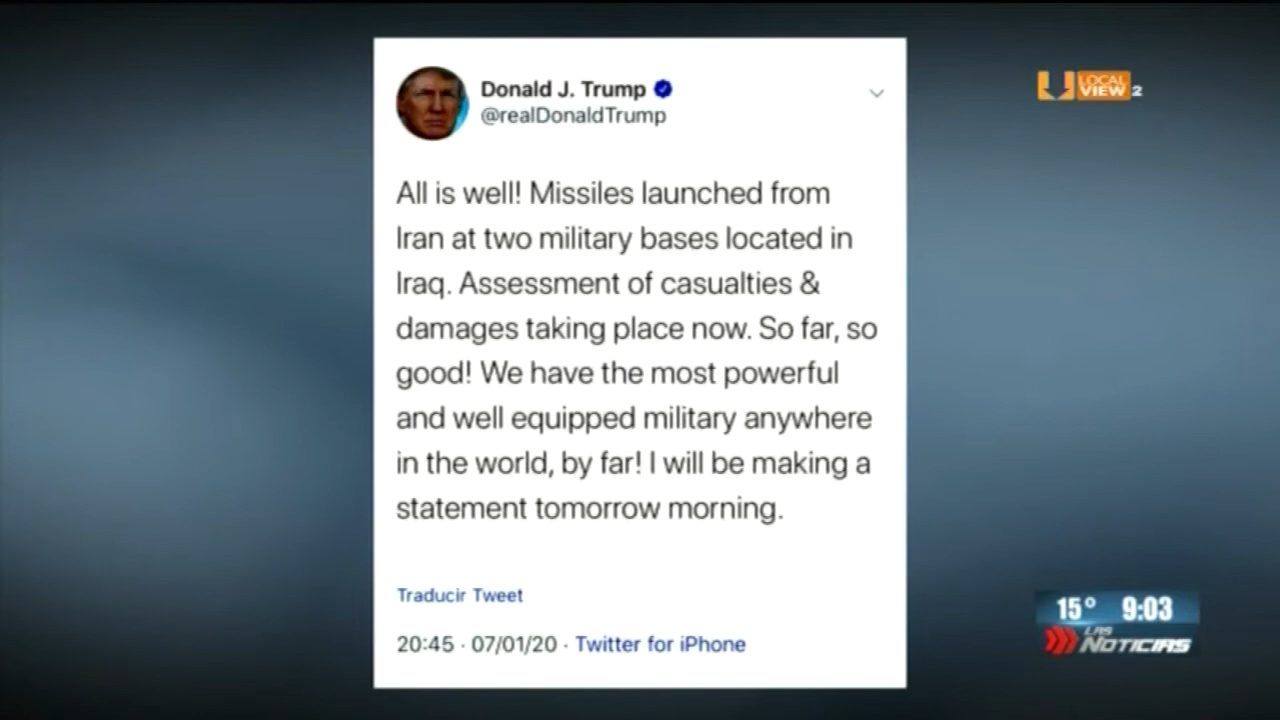 Donald J. Trump
@realDonaldTrump
LOCAL
VIEW 2
All is well! Missiles launched from
Iran at two military bases located in
Iraq. Assessment of casualties &
damages taking place now. So far, so
good! We have the most powerful
and well equipped military anywhere
in the world, by far! I will be making a
statement tomorrow morning.
Traducir Tweet
20:45 · 07/01/20 · Twitter for iPhone
15° 9:03
LAS
NOTICIAS